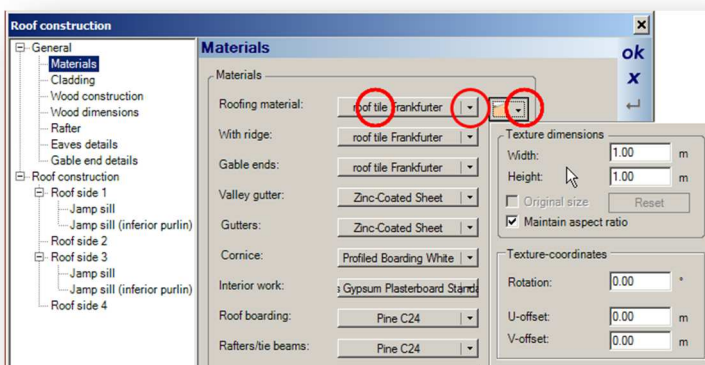 Roof construction
General
Materials
Cladding
Wood construction
Wood dimensions
Rafter
Eaves details
Gable end details
Roof construction
Roof side 1
Jamp sill
Jamp sill (inferior purlin)
Roof side 2
Roof side 3
Jamp sill
Jamp sill (inferior purlin)
Roof side 4
Materials
Materials
Roofing material: roof tile Frankfurter
With ridge: roof tile Frankfurter
Gable ends: roof tile Frankfurter
Valley gutter: Zinc-Coated Sheet
Gutters: Zinc-Coated Sheet
Cornice: Profiled Boarding White
Interior work: s Gypsum Plasterboard
Roof boarding: Pine C24
Rafters/tie beams: Pine C24
ok
x
Texture dimensions
Width: 1.00 m
Height: 1.00 m
Original size Reset
Maintain aspect ratio
Texture-coordinates
Rotation: 0.00 °
U-offset: 0.00 m
V-offset: 0.00 m